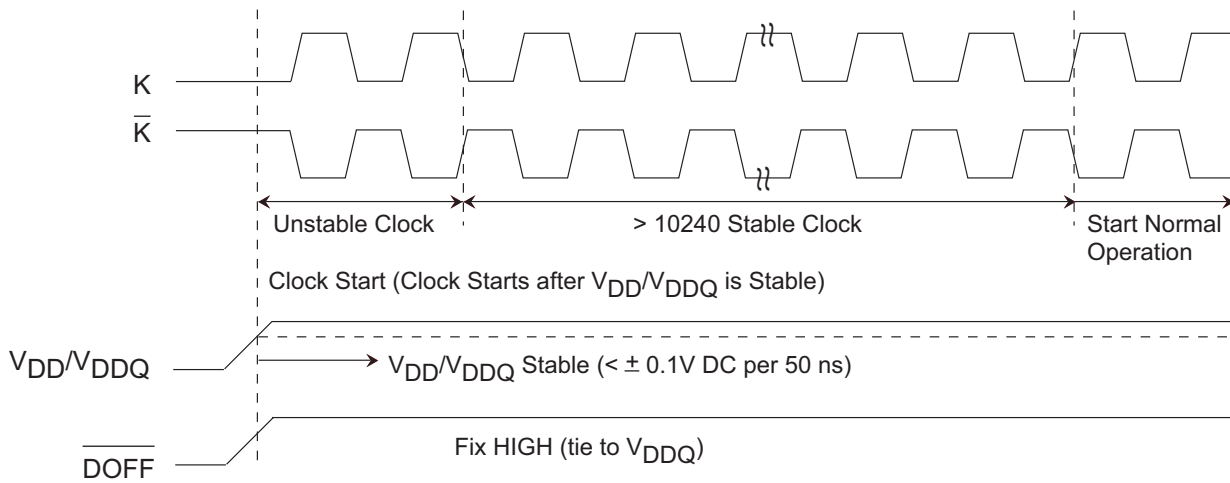 K
K̅
Unstable Clock
> 10240 Stable Clock
Start Normal
Operation
Clock Start (Clock Starts after VDD/VDDQ is Stable)
VDD/VDDQ
VDD/VDDQ Stable (< ± 0.1V DC per 50 ns)
Fix HIGH (tie to VDDQ)
D̅O̅F̅F̅